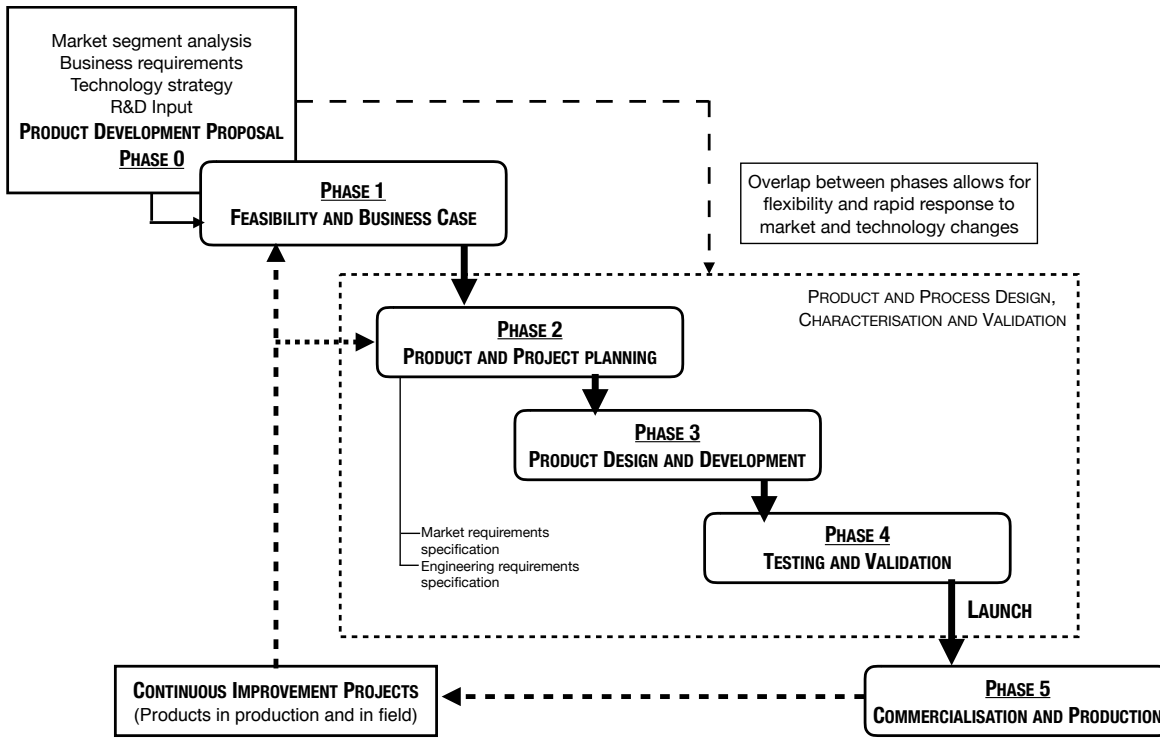 Market segment analysis
Business requirements
Technology strategy
R&D Input
PRODUCT DEVELOPMENT PROPOSAL
PHASE 0
PHASE 1
FEASIBILITY AND BUSINESS CASE
Overlap between phases allows for
flexibility and rapid response to
market and technology changes
PRODUCT AND PROCESS DESIGN,
CHARACTERISATION AND VALIDATION
PHASE 2
PRODUCT AND PROJECT PLANNING
PHASE 3
PRODUCT DESIGN AND DEVELOPMENT
Market requirements
specification
Engineering requirements
specification
PHASE 4
TESTING AND VALIDATION
LAUNCH
CONTINUOUS IMPROVEMENT PROJECTS
(Products in production and in field)
PHASE 5
COMMERCIALISATION AND PRODUCTION